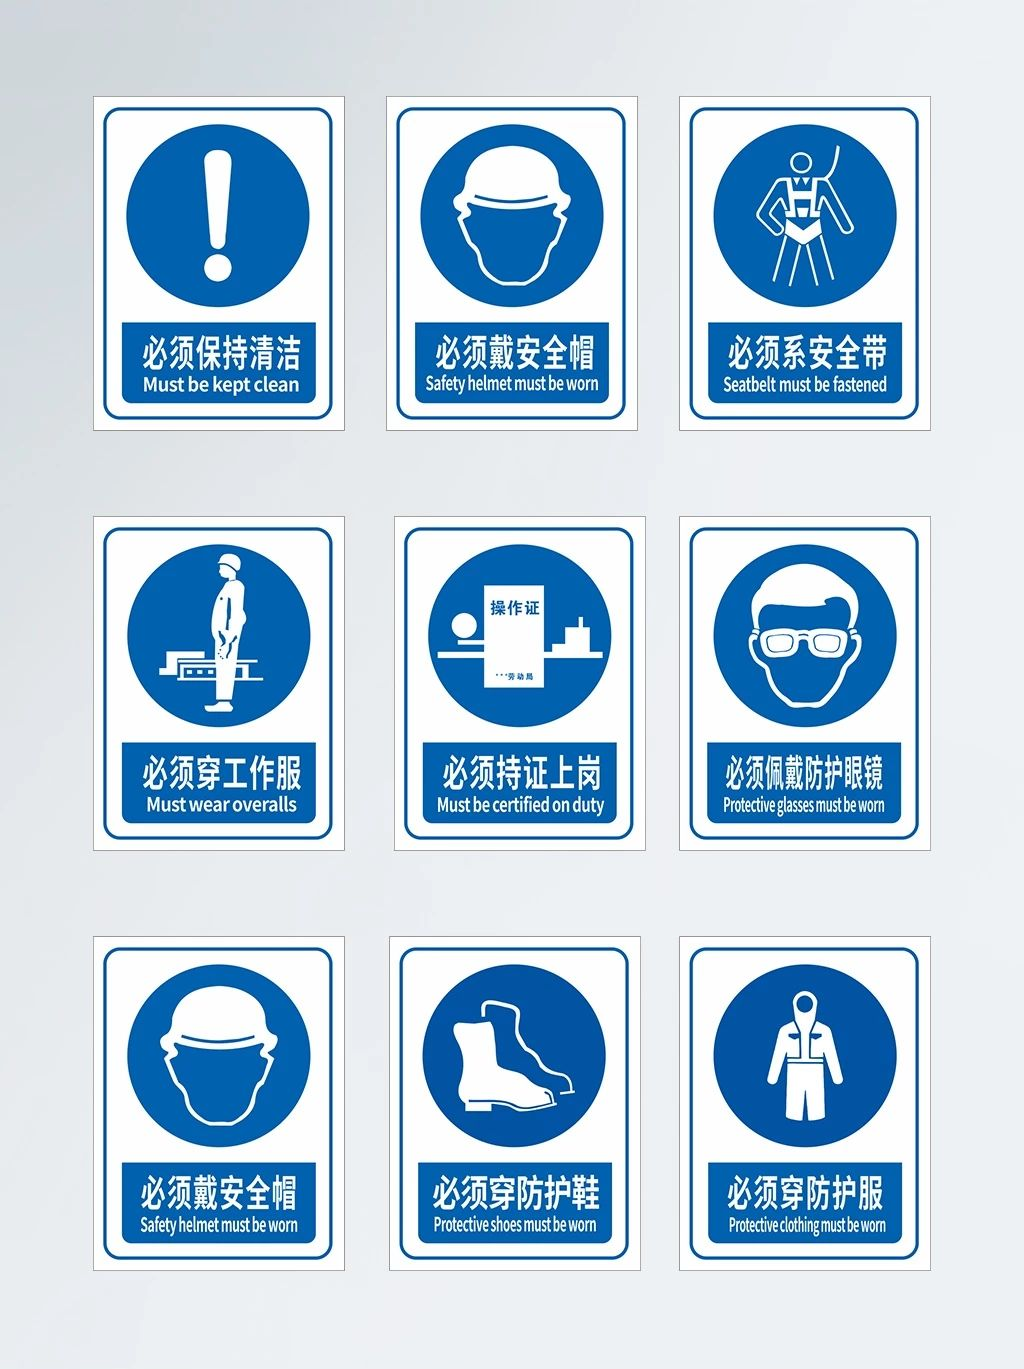 必须保持清洁
Must be kept clean
必须戴安全帽
Safety helmet must be worn
必须系安全带
Seatbelt must be fastened
必须穿工作服
Must wear overalls
操作证
***劳动局
必须持证上岗
Must be certified on duty
必须佩戴防护眼镜
Protective glasses must be worn
必须戴安全帽
Safety helmet must be worn
必须穿防护鞋
Protective shoes must be worn
必须穿防护服
Protective clothing must be worn